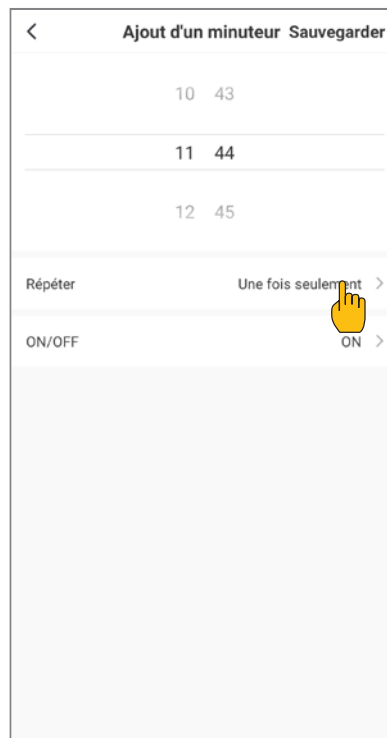 Ajout d'un minuteur Sauvegarder
10 43
11 44
12 45
Répéter Une fois seulement
ON/OFF ON